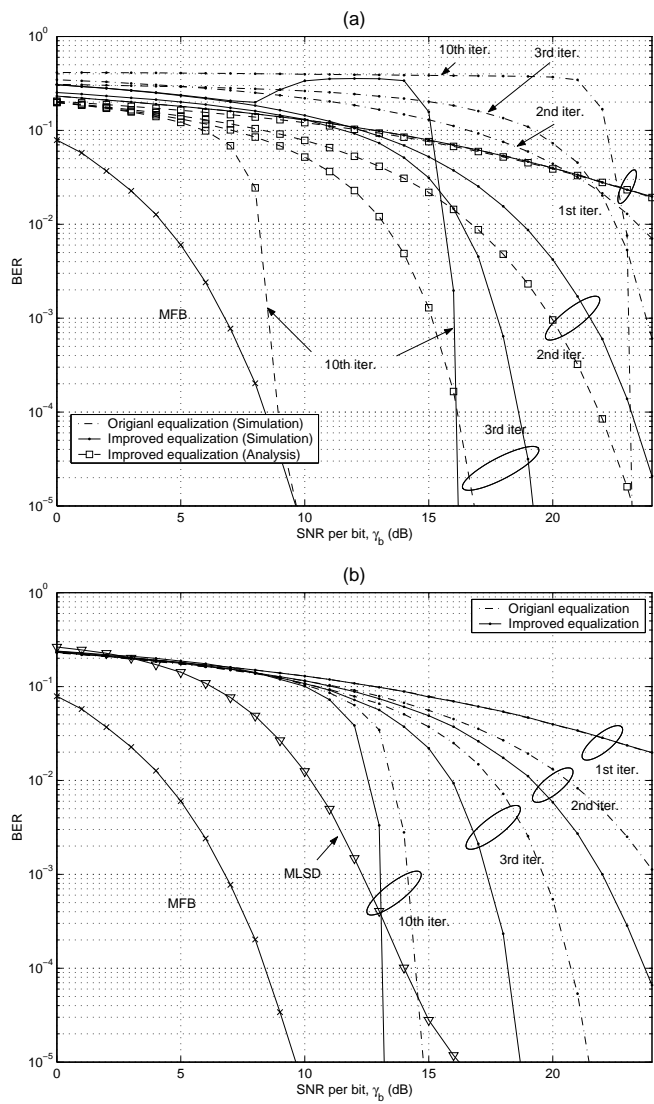 (a)
10^0
10th iter.
3rd iter.
10^-1
2nd iter.
1st iter.
10^-2
BER
MFB
10^-3
2nd iter.
10th iter.
10^-4
Origianl equalization (Simulation)
Improved equalization (Simulation)
Improved equalization (Analysis)
3rd iter.
10^-5
0 5 10 15 20
SNR per bit, γ_b (dB)
(b)
10^0
Origianl equalization
Improved equalization
10^-1
1st iter.
10^-2
2nd iter.
BER
3rd iter.
MLSD
10^-3
MFB
10th iter.
10^-4
10^-5
0 5 10 15 20
SNR per bit, γ_b (dB)